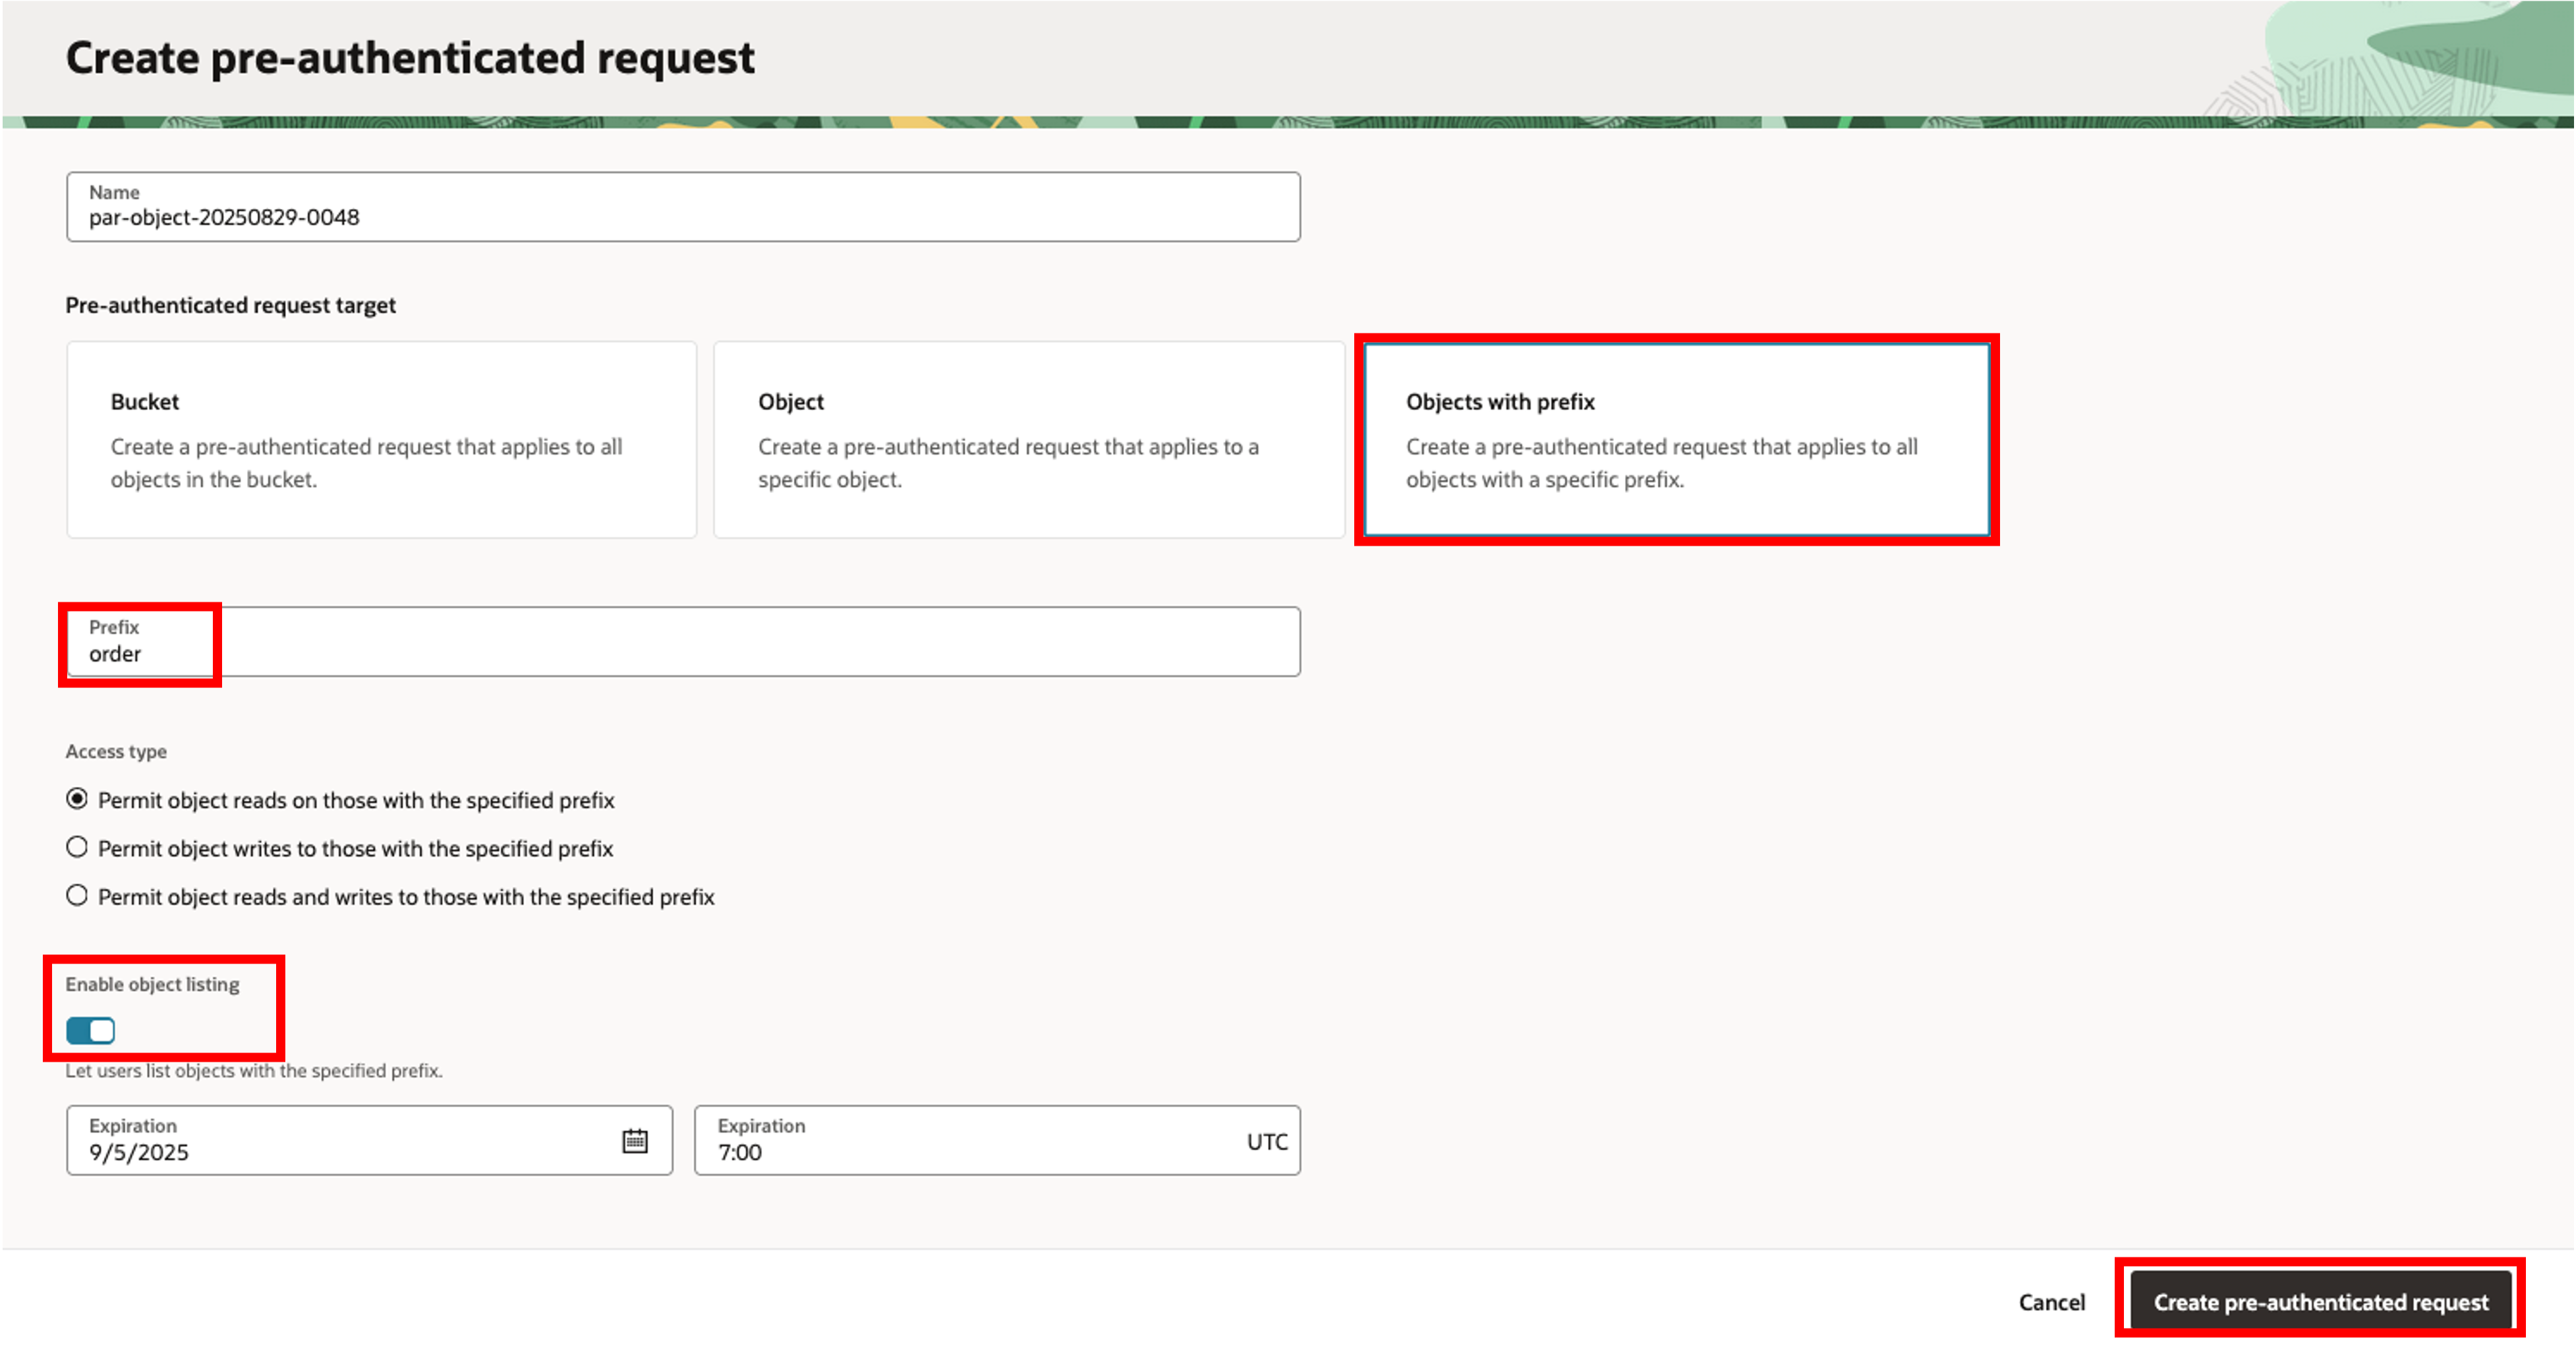 Create pre-authenticated request
Name
par-object-20250829-0048
Pre-authenticated request target
Bucket
Create a pre-authenticated request that applies to all
objects in the bucket.
Object
Create a pre-authenticated request that applies to a
specific object.
Objects with prefix
Create a pre-authenticated request that applies to all
objects with a specific prefix.
Prefix
order
Access type
Permit object reads on those with the specified prefix
Permit object writes to those with the specified prefix
Permit object reads and writes to those with the specified prefix
Enable object listing
Let users list objects with the specified prefix.
Expiration
9/5/2025
Expiration
7:00
UTC
Cancel
Create pre-authenticated request